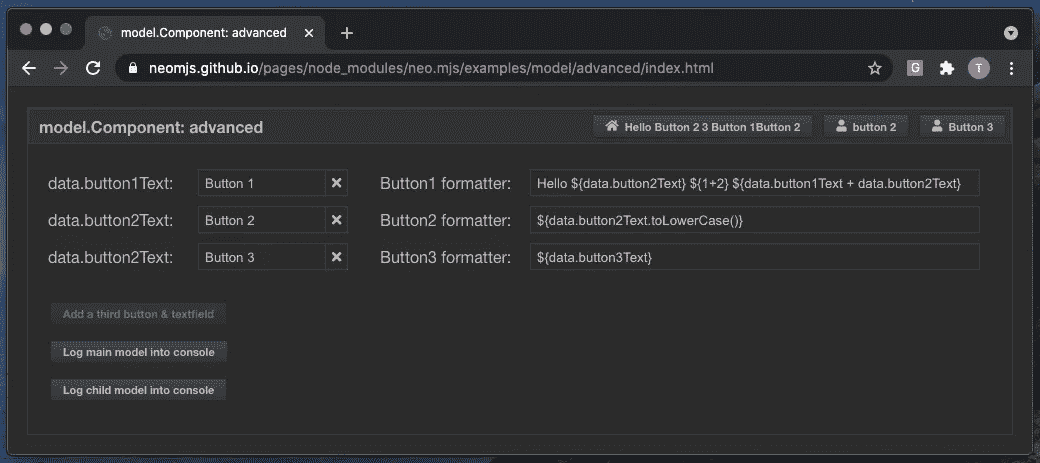 model.Component: advanced
neomjs.github.io/pages/node_modules/neo.mjs/examples/model/advanced/index.html
G
T
model.Component: advanced
Hello Button 2 3 Button 1Button 2
button 2
Button 3
data.button1Text:
Button 1
Button1 formatter:
Hello ${data.button2Text} ${1+2} ${data.button1Text + data.button2Text}
data.button2Text:
Button 2
Button2 formatter:
${data.button2Text.toLowerCase()}
data.button2Text:
Button 3
Button3 formatter:
${data.button3Text}
Add a third button & textfield
Log main model into console
Log child model into console